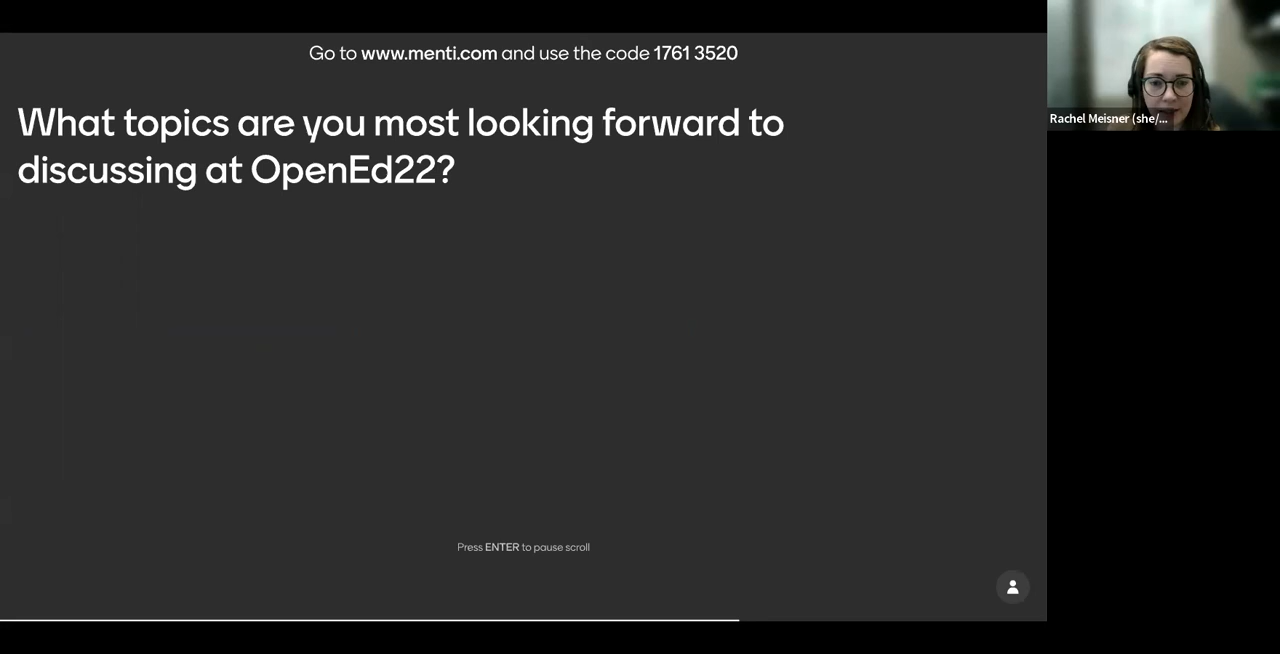 Go to www.menti.com and use the code 1761 3520
What topics are you most looking forward to
discussing at OpenEd22?
Rachel Meisner (she/...
Press ENTER to pause scroll